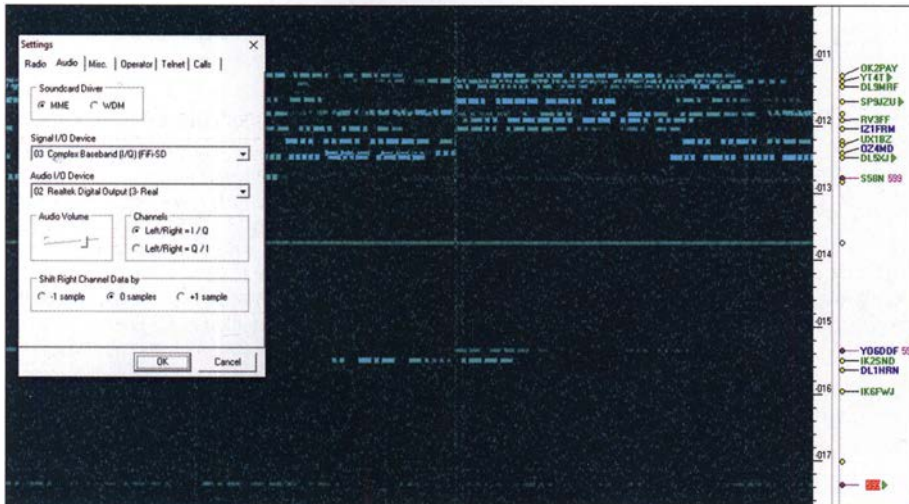 Settings
Radio Audio Misc. Operator Telnet Calls
Soundcard Driver
MME WDM
Signal I/O Device
03 Complex Baseband (I/Q) (FiFi-SD
Audio I/O Device
02 Realtek Digital Output (3- Real
Audio Volume
Channels
Left/Right = I / Q
Left/Right = Q / I
Shift Right Channel Data by
-1 sample 0 samples +1 sample
OK Cancel
-011
-012
-013
-014
-015
-016
-017
OK2PAY
YT4T
DL9MRF
SP9JZU
RV3FF
IZ1FRM
UX1BZ
OZ4MD
DL5XJ
S58N 599
YO6DDF
IK2SND
DL1HRN
IK6FWJ